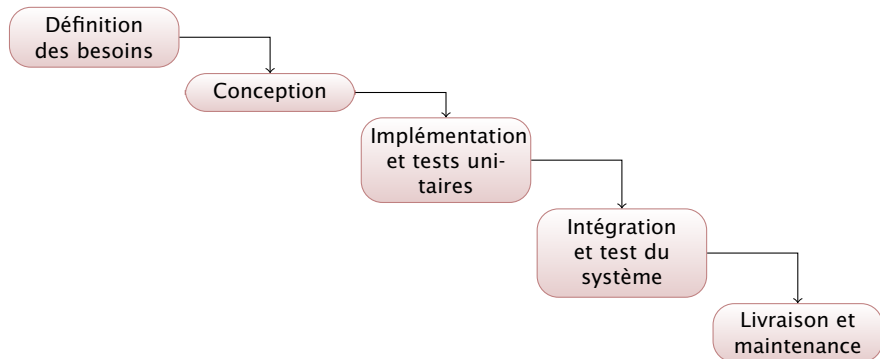 Définition
des besoins
Conception
Implémentation
et tests uni-
taires
Intégration
et test du
système
Livraison et
maintenance